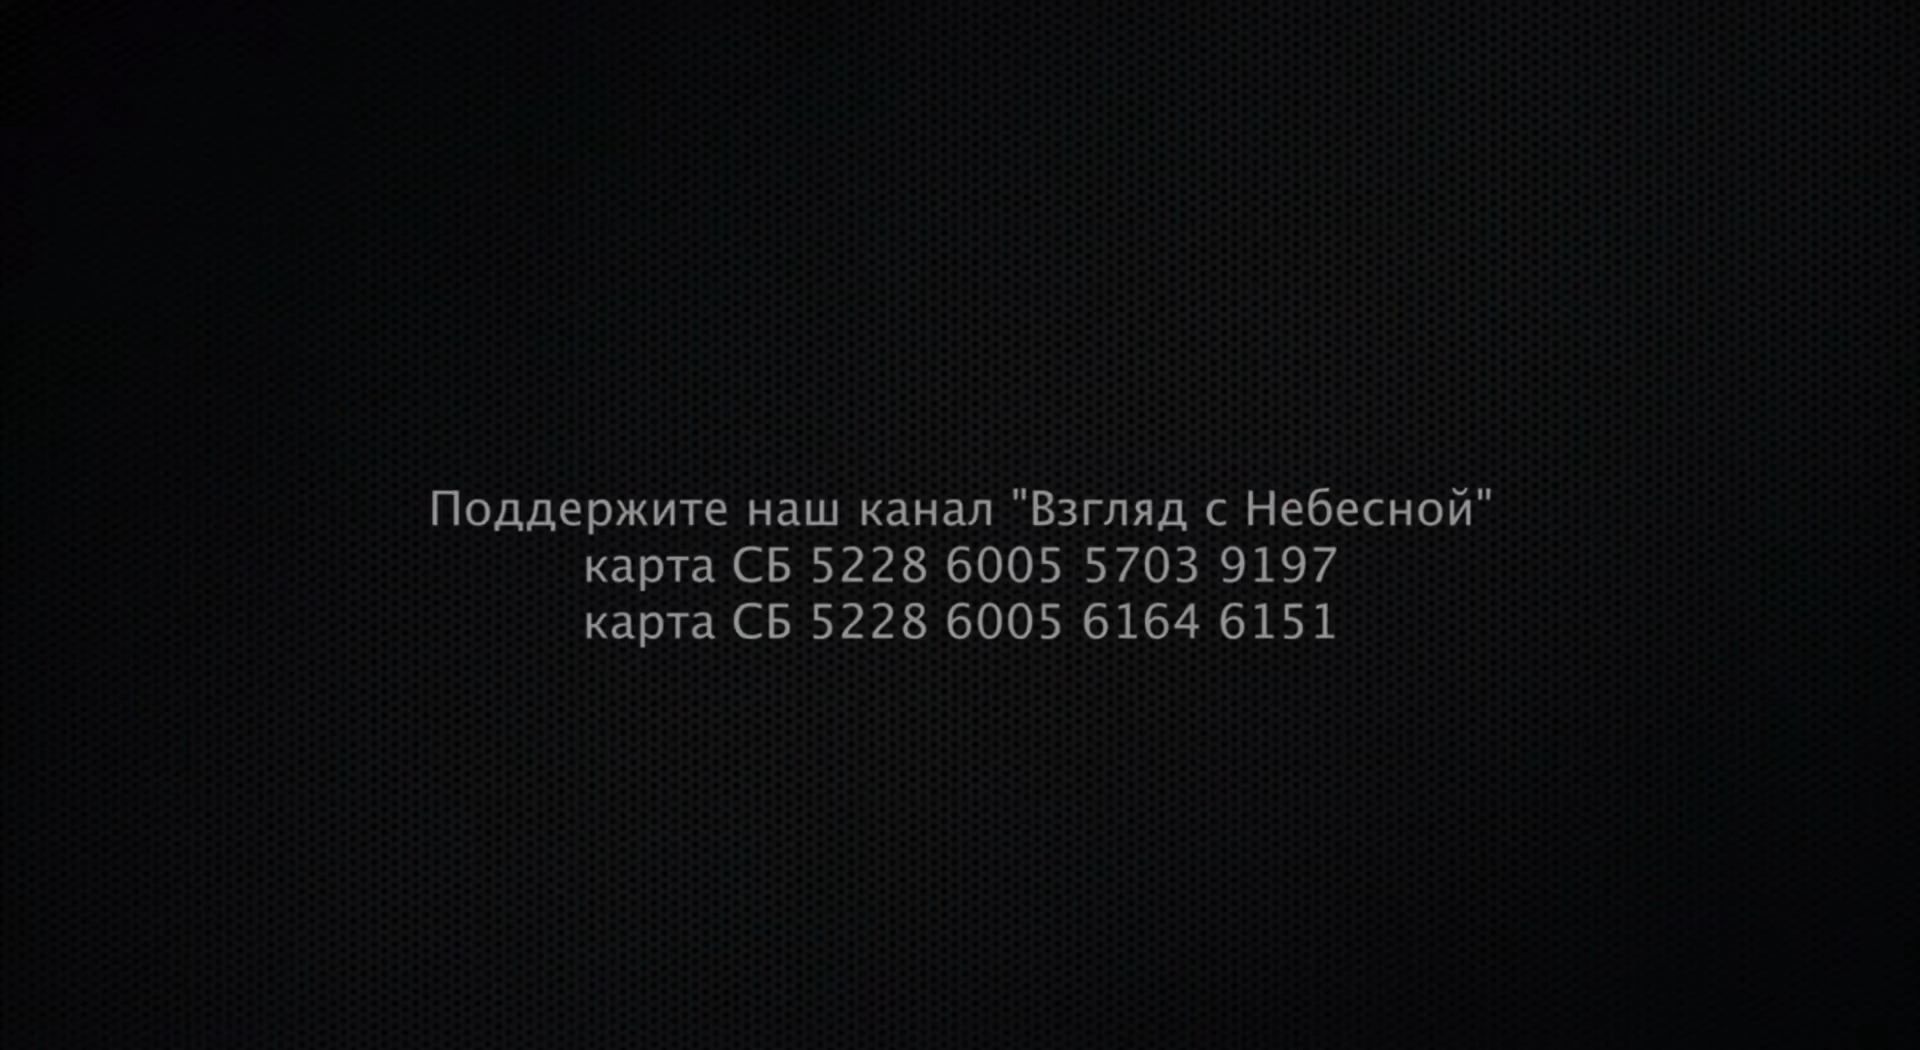 Поддержите наш канал "Взгляд с Небесной"
карта СБ 5228 6005 5703 9197
карта СБ 5228 6005 6164 6151